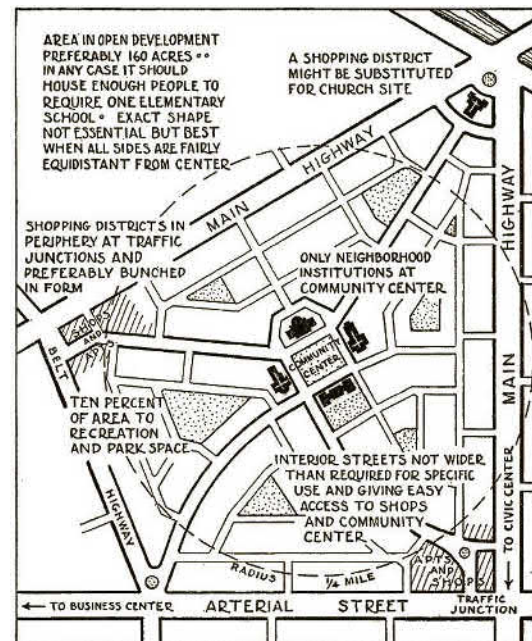 AREA IN OPEN DEVELOPMENT
PREFERABLY 160 ACRES • •
IN ANY CASE IT SHOULD
HOUSE ENOUGH PEOPLE TO
REQUIRE ONE ELEMENTARY
SCHOOL • EXACT SHAPE
NOT ESSENTIAL BUT BEST
WHEN ALL SIDES ARE FAIRLY
EQUIDISTANT FROM CENTER
A SHOPPING DISTRICT
MIGHT BE SUBSTITUTED
FOR CHURCH SITE
MAIN HIGHWAY
HIGHWAY
MAIN
TO CIVIC CENTER
SHOPPING DISTRICTS IN
PERIPHERY AT TRAFFIC
JUNCTIONS AND
PREFERABLY BUNCHED
IN FORM
ONLY NEIGHBORHOOD
INSTITUTIONS AT
COMMUNITY CENTER
SHOPS
AND
APTS
BELT
HIGHWAY
COMMUNITY
CENTER
TEN PERCENT
OF AREA TO
RECREATION
AND PARK SPACE
INTERIOR STREETS NOT WIDER
THAN REQUIRED FOR SPECIFIC
USE AND GIVING EASY
ACCESS TO SHOPS
AND COMMUNITY
CENTER
RADIUS 1/4 MILE
APTS
AND
SHOPS
TRAFFIC
JUNCTION
← TO BUSINESS CENTER
ARTERIAL STREET